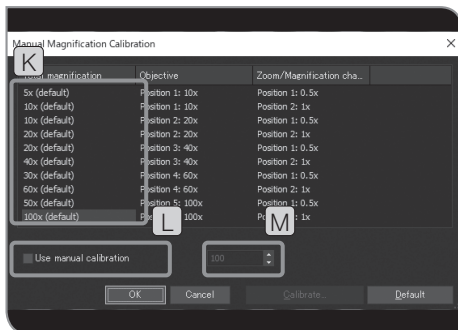 Manual Magnification Calibration
K
magnification Objective Zoom/Magnification cha...
5x (default) Position 1: 10x Position 1: 0.5x
10x (default) Position 1: 10x Position 2: 1x
10x (default) Position 2: 20x Position 1: 0.5x
20x (default) Position 2: 20x Position 2: 1x
20x (default) Position 3: 40x Position 1: 0.5x
40x (default) Position 3: 40x Position 2: 1x
30x (default) Position 4: 60x Position 1: 0.5x
60x (default) Position 4: 60x Position 2: 1x
50x (default) Position 5: 100x Position 1: 0.5x
100x (default) 100x 1x
L M
Use manual calibration 100
OK Cancel Calibrate... Default